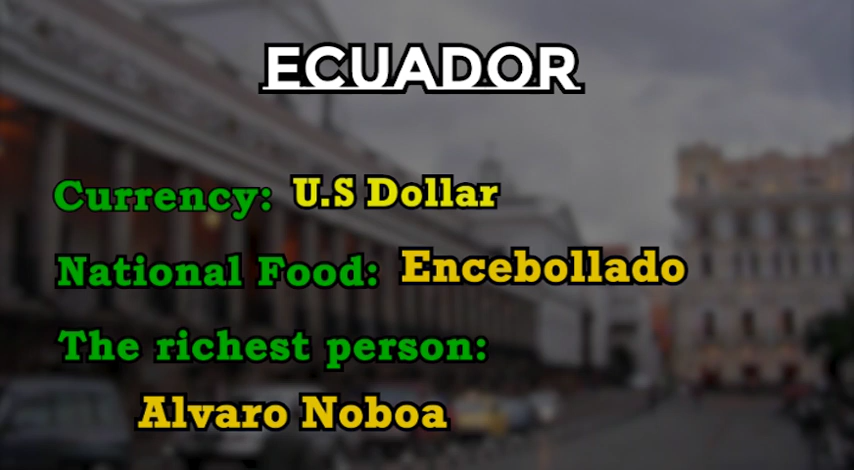 ECUADOR
Currency: U.S Dollar
National Food: Encebollado
The richest person:
Alvaro Noboa